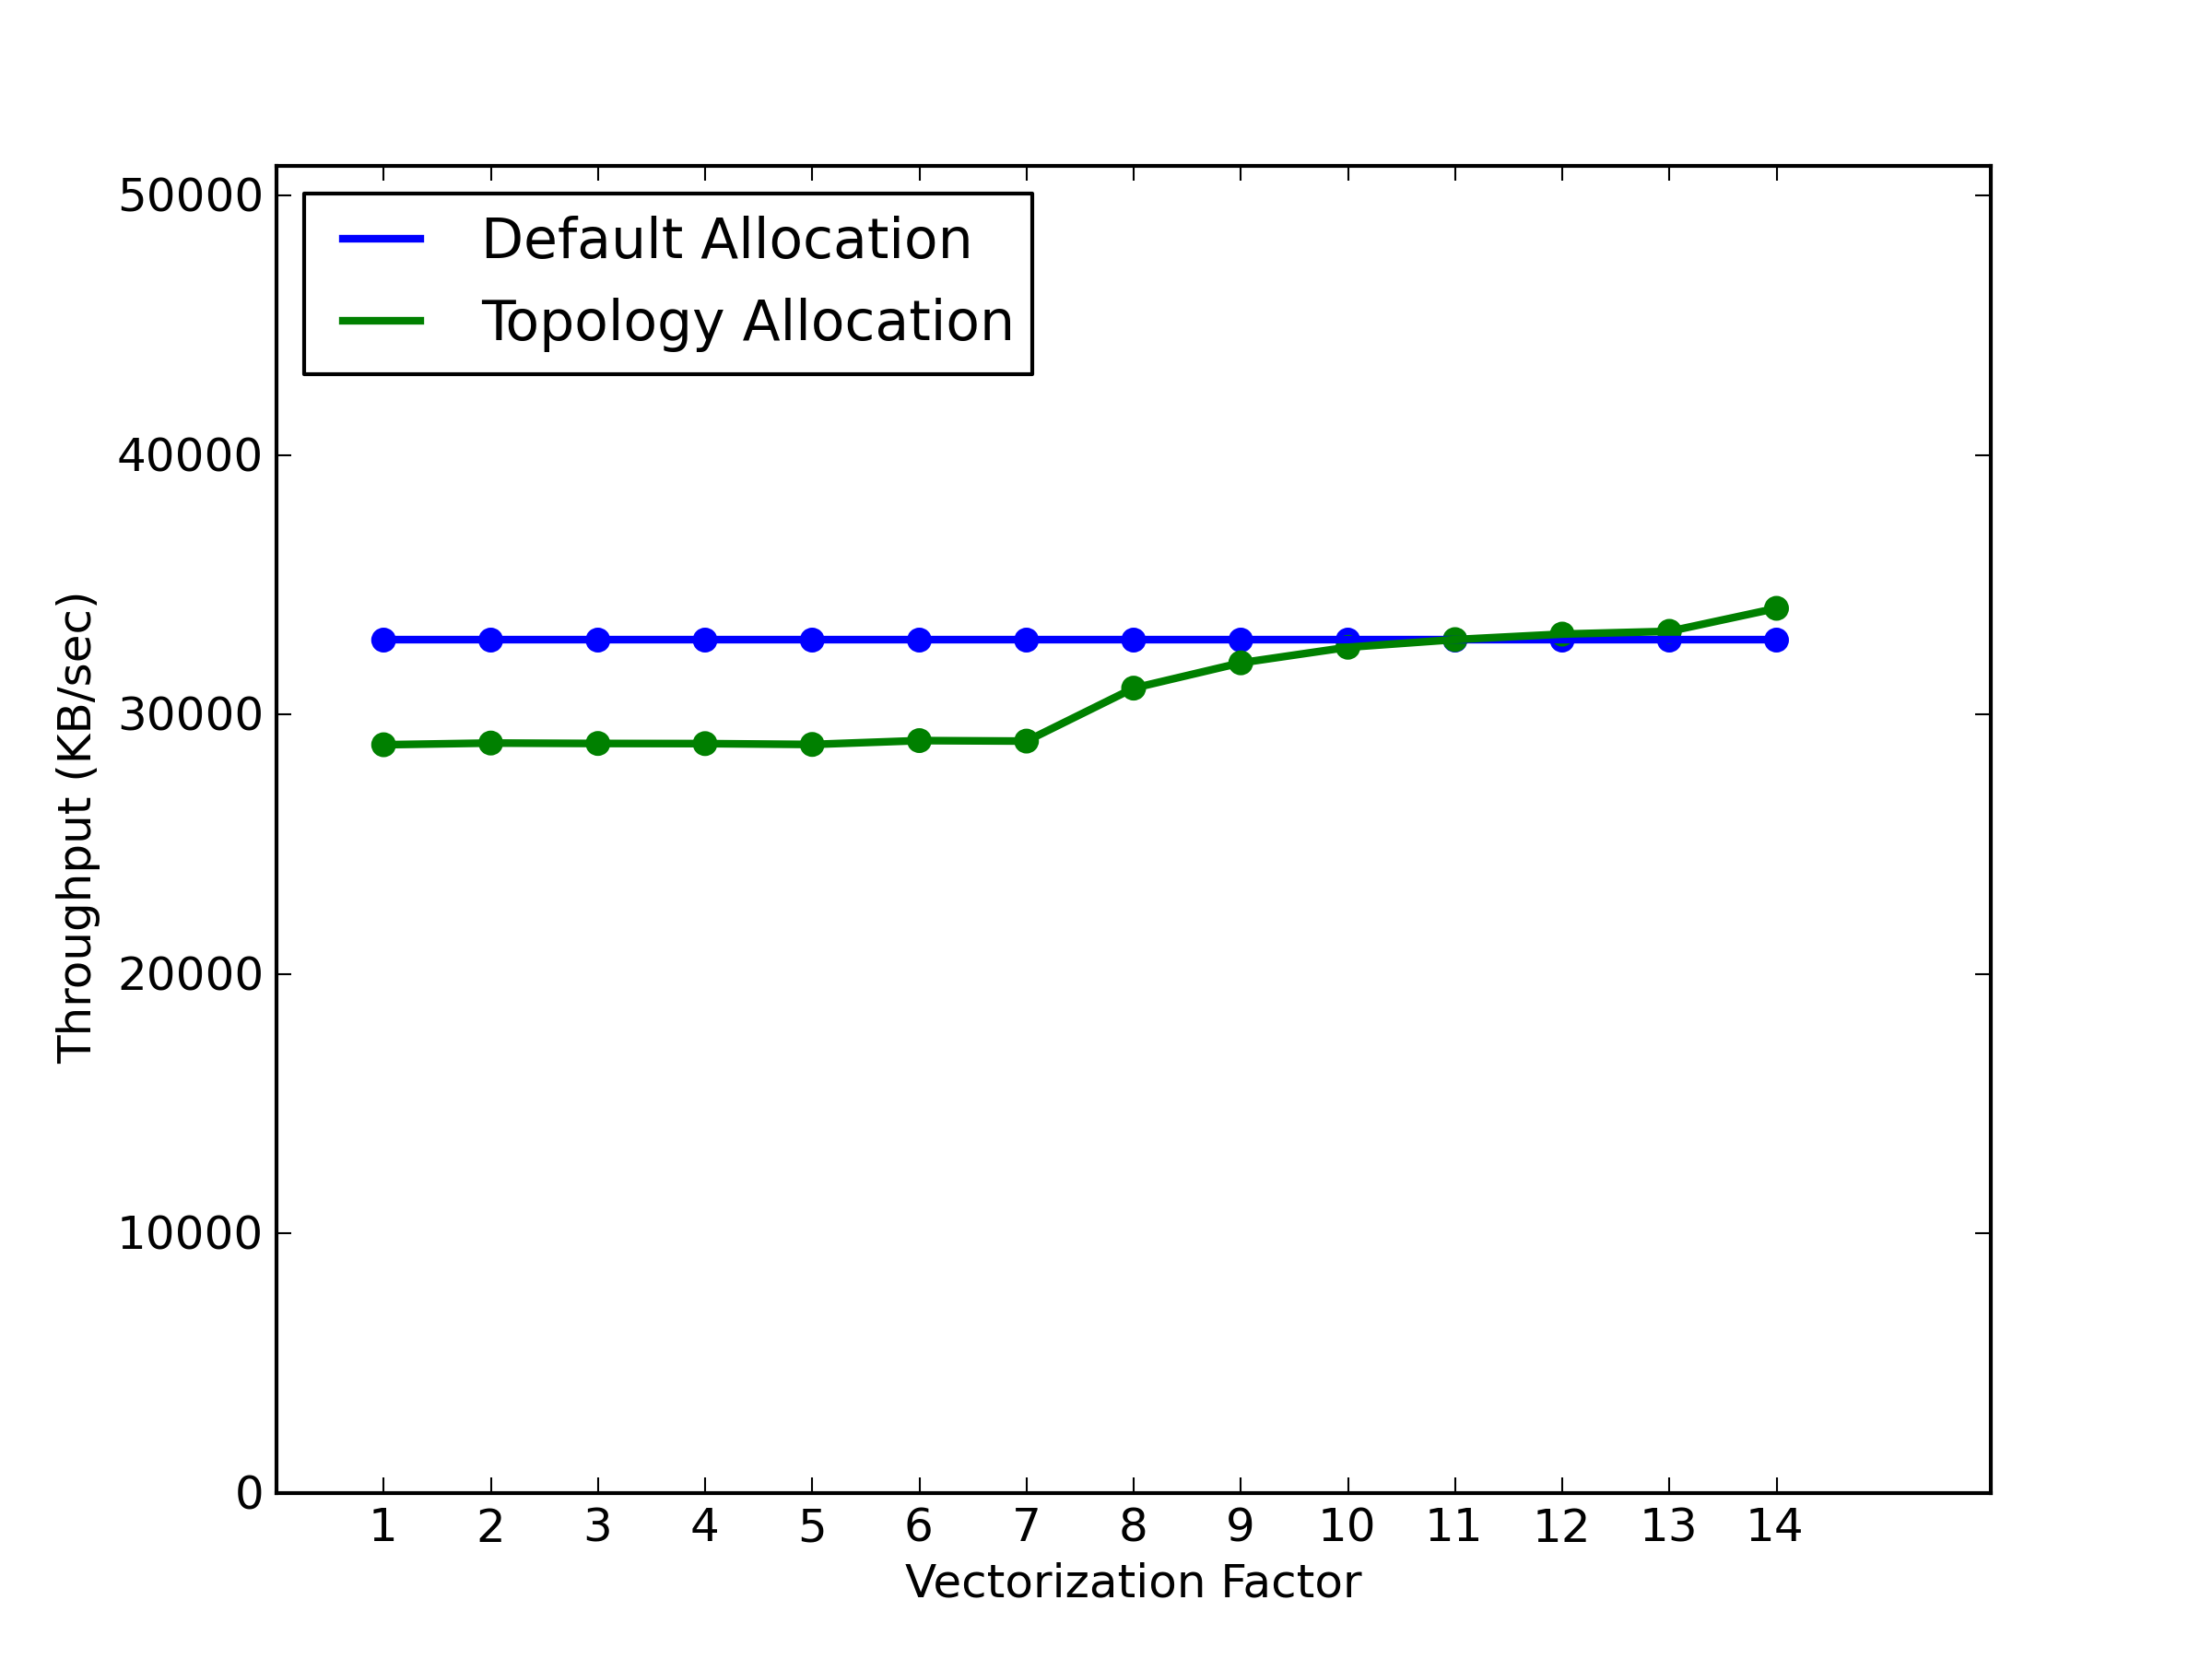 Default Allocation
Topology Allocation
50000
40000
30000
20000
10000
0
Throughput (KB/sec)
1 2 3 4 5 6 7 8 9 10 11 12 13 14
Vectorization Factor